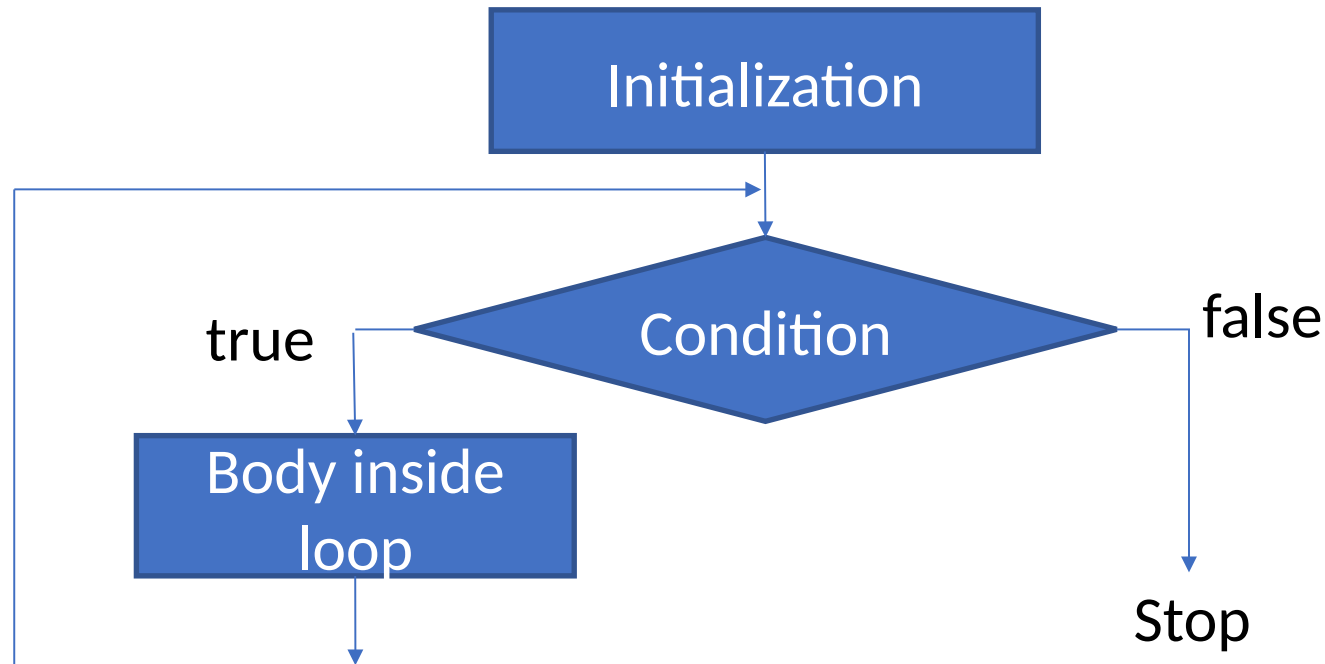 Initialization
Condition
true
false
Body inside
loop
Stop